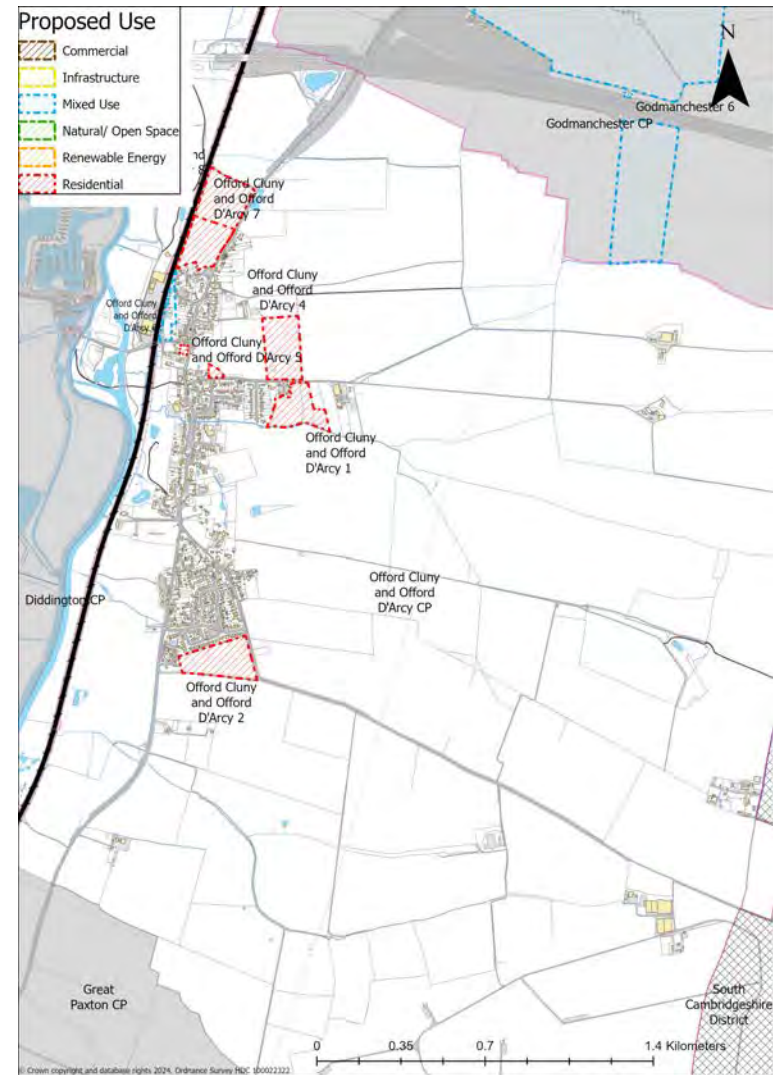 Proposed Use
Commercial
Infrastructure
Mixed Use
Natural/ Open Space
Renewable Energy
Residential
N
Godmanchester 6
Godmanchester CP
Offord Cluny
and Offord
D'Arcy 7
Offord Cluny
and Offord
D'Arcy 4
Offord Cluny
and Offord
D'Arcy
Offord Cluny
and Offord D'Arcy 5
Offord Cluny
and Offord
D'Arcy 1
Offord Cluny
and Offord
D'Arcy CP
Diddington CP
Offord Cluny
and Offord
D'Arcy 2
Great
Paxton CP
South
Cambridgeshire
District
0 0.35 0.7 1.4 Kilometers
© Crown copyright and database rights 2024, Ordnance Survey HDC 100022322